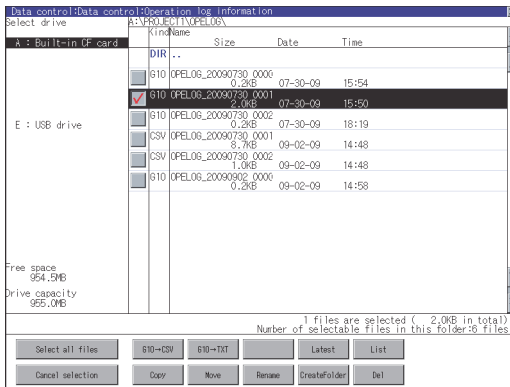 Data control:Data control:Operation log information
Select drive
A:\PROJECT1\OPELOG\
Kind Name
Size Date Time
A : Built-in CF card
DIR ..
G10 OPELOG_20090730_0000
0.2KB 07-30-09 15:54
G10 OPELOG_20090730_0001
2.0KB 07-30-09 15:50
G10 OPELOG_20090730_0002
0.2KB 07-30-09 18:19
E : USB drive
CSV OPELOG_20090730_0001
8.7KB 09-02-09 14:48
CSV OPELOG_20090730_0002
1.0KB 09-02-09 14:48
G10 OPELOG_20090902_0000
0.2KB 09-02-09 14:58
Free space
954.5MB
Drive capacity
955.0MB
1 files are selected ( 2.0KB in total)
Number of selectable files in this folder:6 files
Select all files G10→CSV G10→TXT Latest List
Cancel selection Copy Move Rename CreateFolder Del